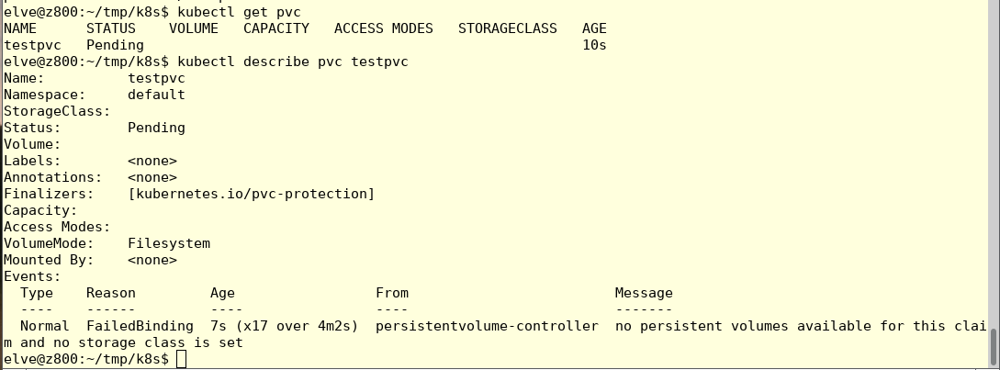 elve@z800:~/tmp/k8s$ kubectl get pvc
NAME      STATUS    VOLUME   CAPACITY   ACCESS MODES   STORAGECLASS   AGE
testpvc   Pending                                                     10s
elve@z800:~/tmp/k8s$ kubectl describe pvc testpvc
Name:          testpvc
Namespace:     default
StorageClass:
Status:        Pending
Volume:
Labels:        <none>
Annotations:   <none>
Finalizers:    [kubernetes.io/pvc-protection]
Capacity:
Access Modes:
VolumeMode:    Filesystem
Mounted By:    <none>
Events:
  Type    Reason         Age                 From                         Message
  ----    ------         ----                ----                         -------
  Normal  FailedBinding  7s (x17 over 4m2s)  persistentvolume-controller  no persistent volumes available for this clai
m and no storage class is set
elve@z800:~/tmp/k8s$